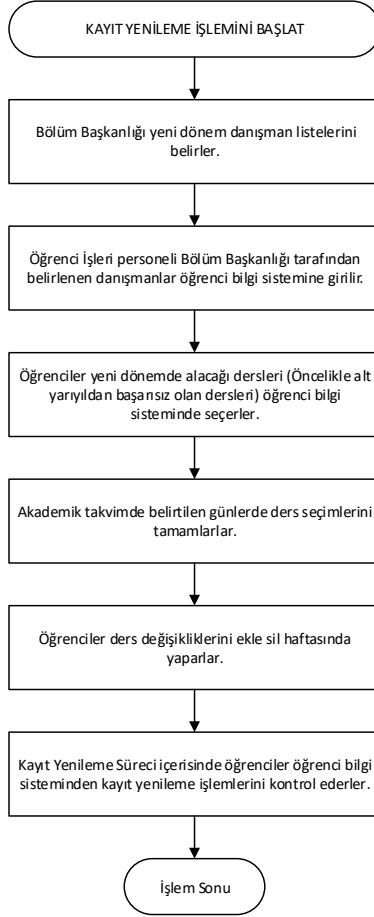 KAYIT YENİLEME İŞLEMİNİ BAŞLAT
Bölüm Başkanlığı yeni dönem danışman listelerini
belirler.
Öğrenci İşleri personeli Bölüm Başkanlığı tarafından
belirlenen danışmanlar öğrenci bilgi sistemine girilir.
Öğrenciler yeni dönemde alacağı dersleri (Öncelikle alt
yarıyıldan başarısız olan dersleri) öğrenci bilgi
sisteminde seçerler.
Akademik takvimde belirtilen günlerde ders seçimlerini
tamamlarlar.
Öğrenciler ders değişikliklerini ekle sil haftasında
yaparlar.
Kayıt Yenileme Süreci içerisinde öğrenciler öğrenci bilgi
sisteminden kayıt yenileme işlemlerini kontrol ederler.
İşlem Sonu